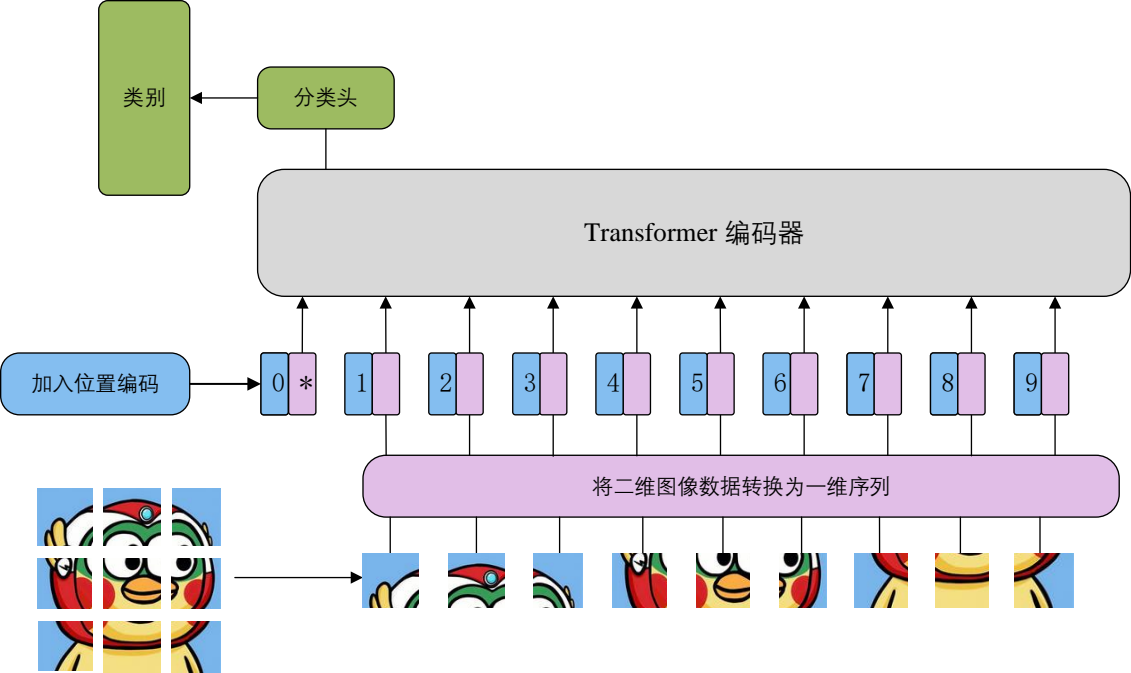 类别
分类头
Transformer 编码器
加入位置编码
0 * 1 2 3 4 5 6 7 8 9
将二维图像数据转换为一维序列